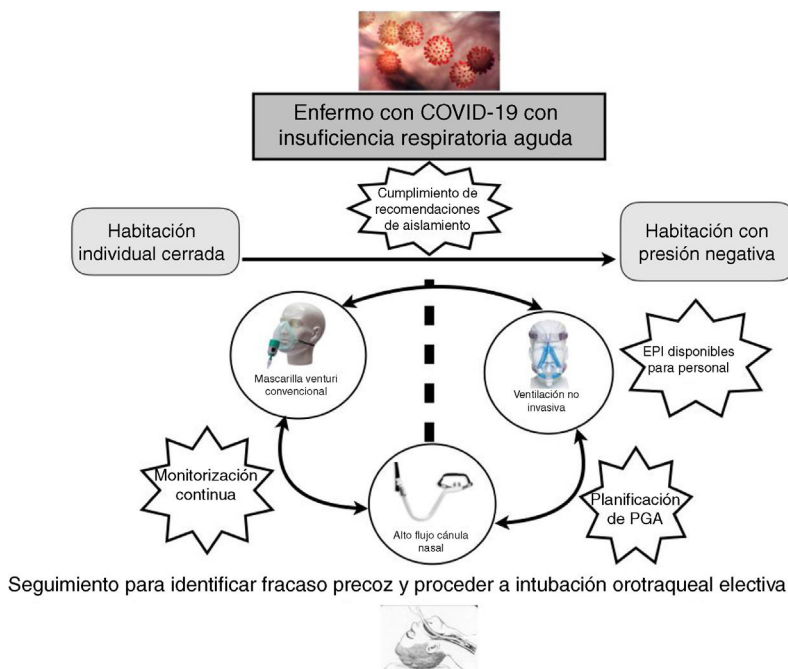 Enfermo con COVID-19 con
insuficiencia respiratoria aguda
Cumplimiento de
recomendaciones
de aislamiento
Habitación
individual cerrada
Habitación con
presión negativa
Mascarilla venturi
convencional
Ventilación no
invasiva
EPI disponibles
para personal
Monitorización
continua
Alto flujo cánula
nasal
Planificación
de PGA
Seguimiento para identificar fracaso precoz y proceder a intubación orotraqueal electiva